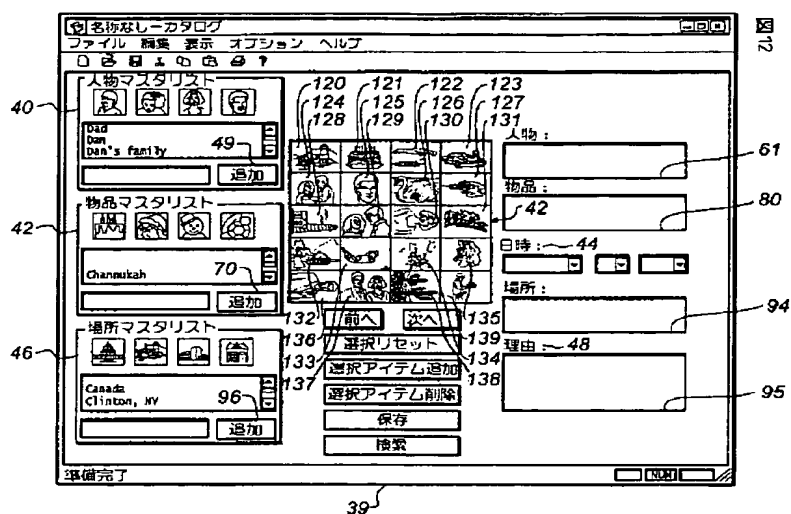 名称なしーカタログ
図12
ファイル 編集 表示 オプション ヘルプ
人物マスタリスト
40
Dad
Dan
Dan's family
49
追加
物品マスタリスト
42
Channukah
70
追加
場所マスタリスト
46
Canada
Clinton, NY
96
追加
120 121 122 123
124 125 126 127
128 129 130 131
42
132 133 134 135
136 137 138 139
前へ 次へ
選択リセット
選択アイテム追加
選択アイテム削除
保存
検索
人物:
61
物品:
80
日時: 44
場所:
94
理由: 48
95
準備完了
NUM
39